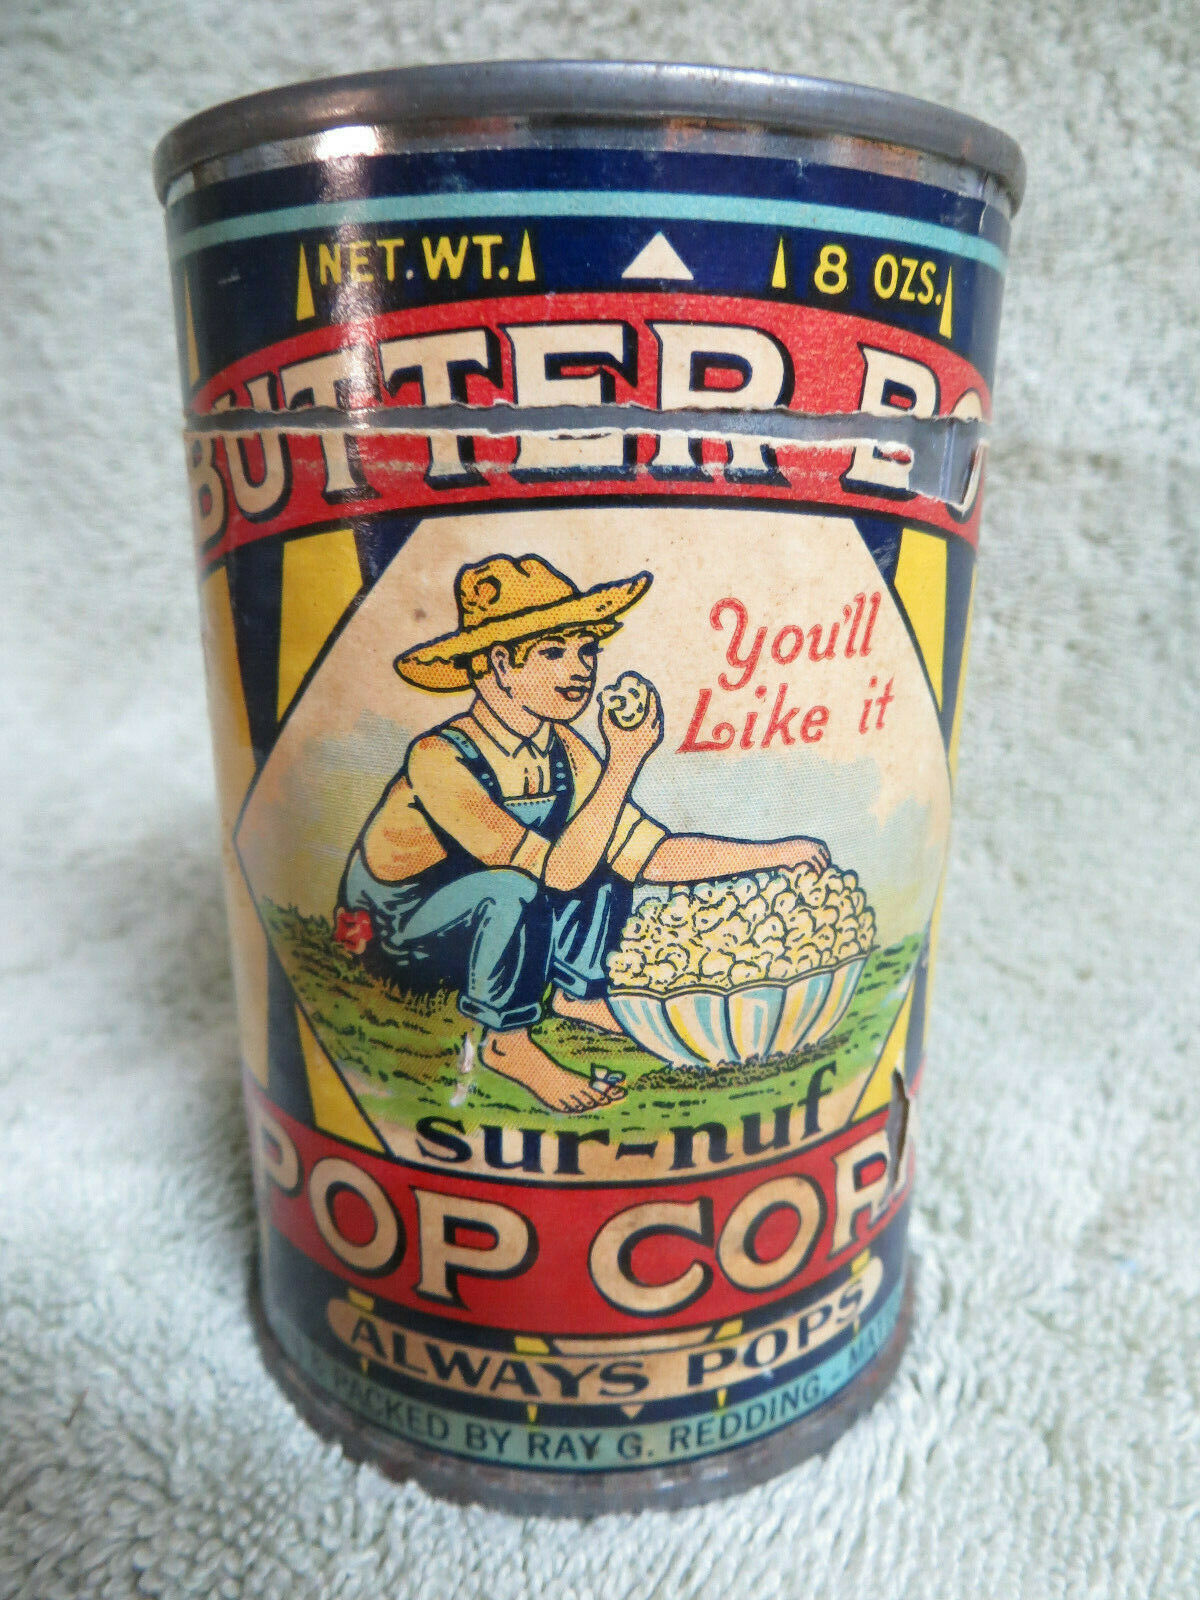 NET. WT. 8 OZS.
BUTTER BO
You'll
Like it
sur-nuf
POP COR
ALWAYS POPS
PACKED BY RAY G. REDDING, - MA